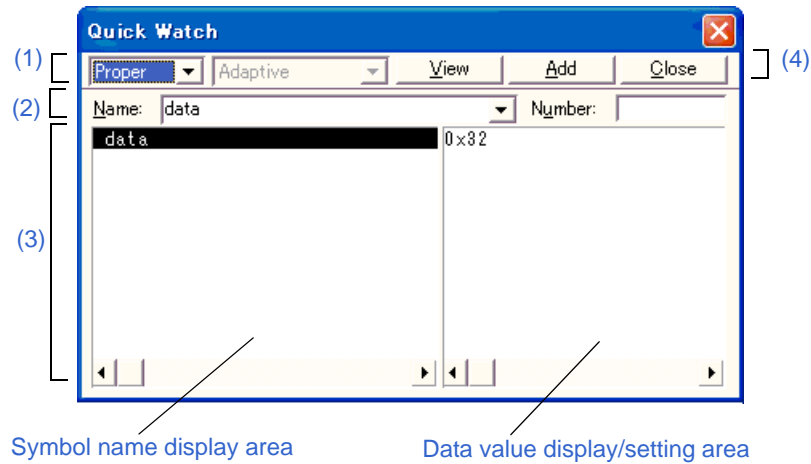 Quick Watch
(1) Proper Adaptive View Add Close (4)
(2) Name: data Number:
data 0x32
(3)
Symbol name display area Data value display/setting area